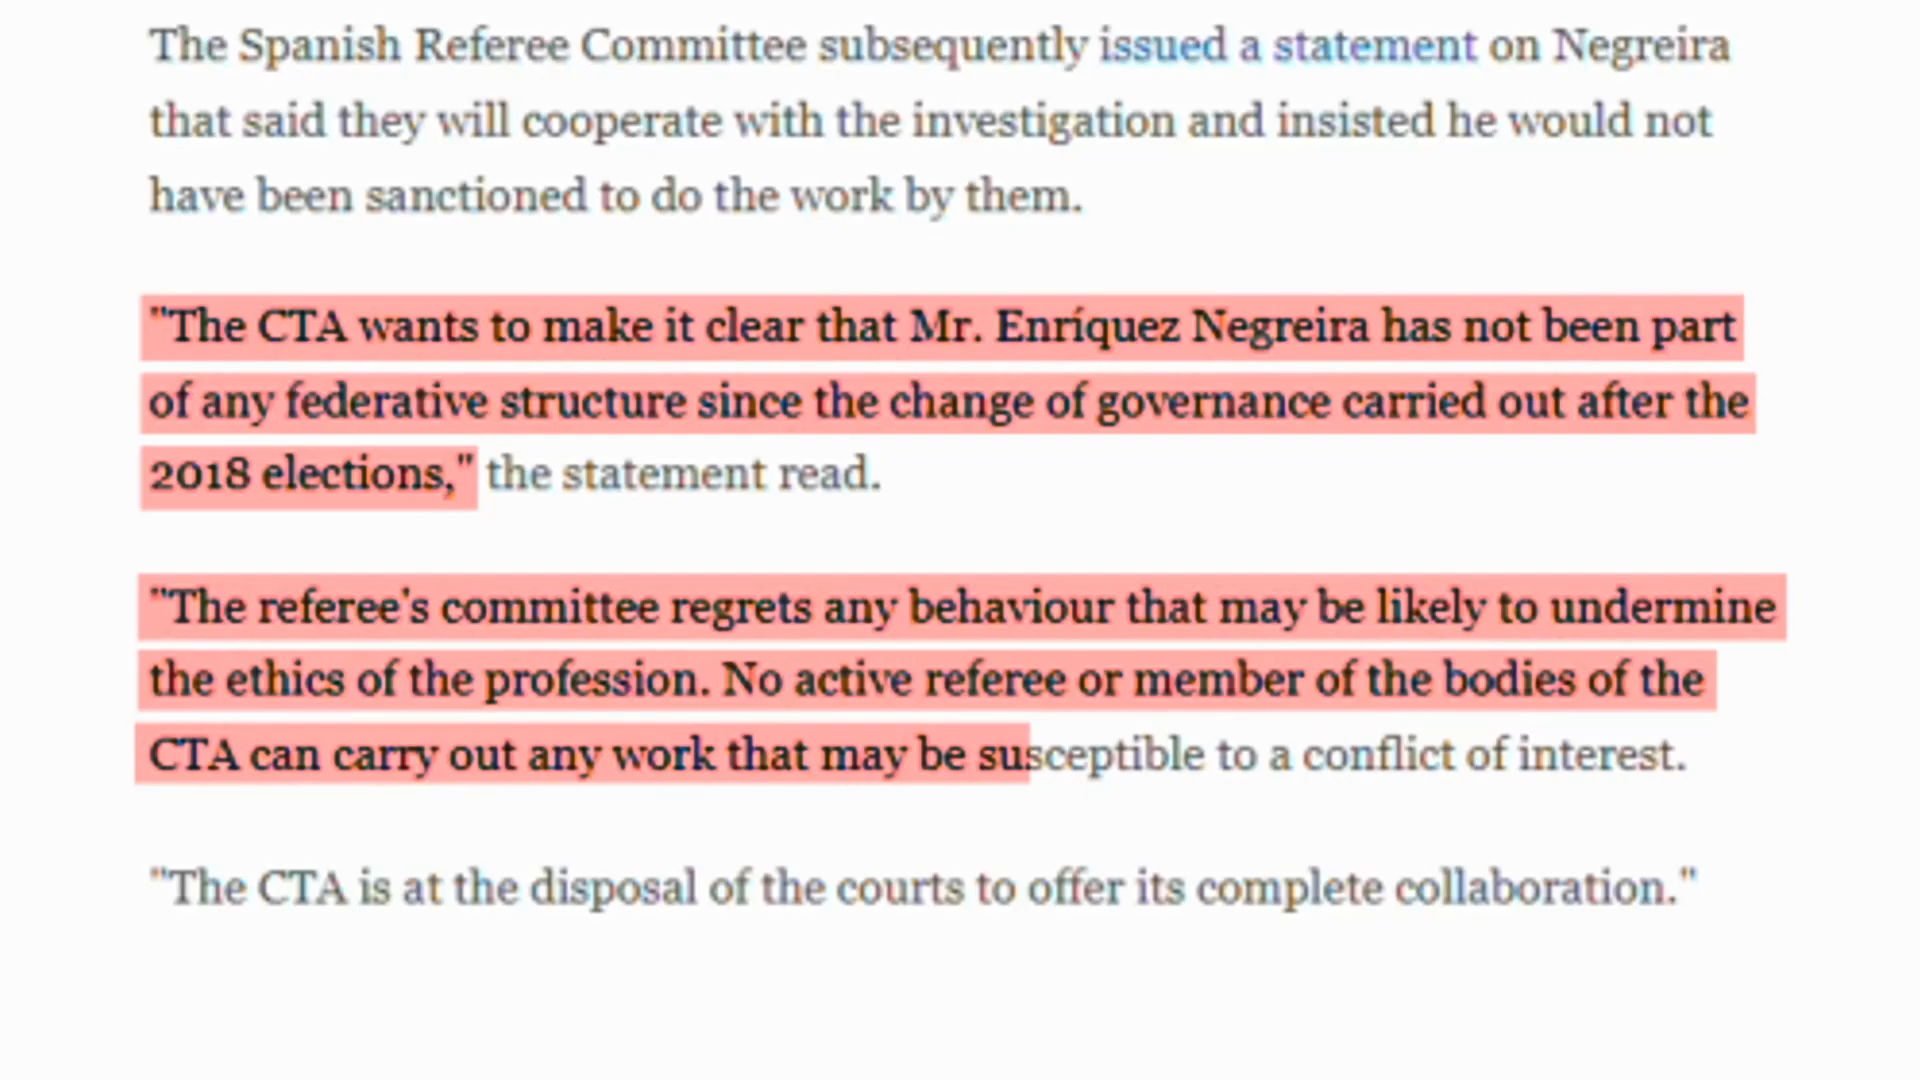 The Spanish Referee Committee subsequently issued a statement on Negreira
that said they will cooperate with the investigation and insisted he would not
have been sanctioned to do the work by them.
"The CTA wants to make it clear that Mr. Enríquez Negreira has not been part
of any federative structure since the change of governance carried out after the
2018 elections," the statement read.
"The referee's committee regrets any behaviour that may be likely to undermine
the ethics of the profession. No active referee or member of the bodies of the
CTA can carry out any work that may be susceptible to a conflict of interest.
"The CTA is at the disposal of the courts to offer its complete collaboration."